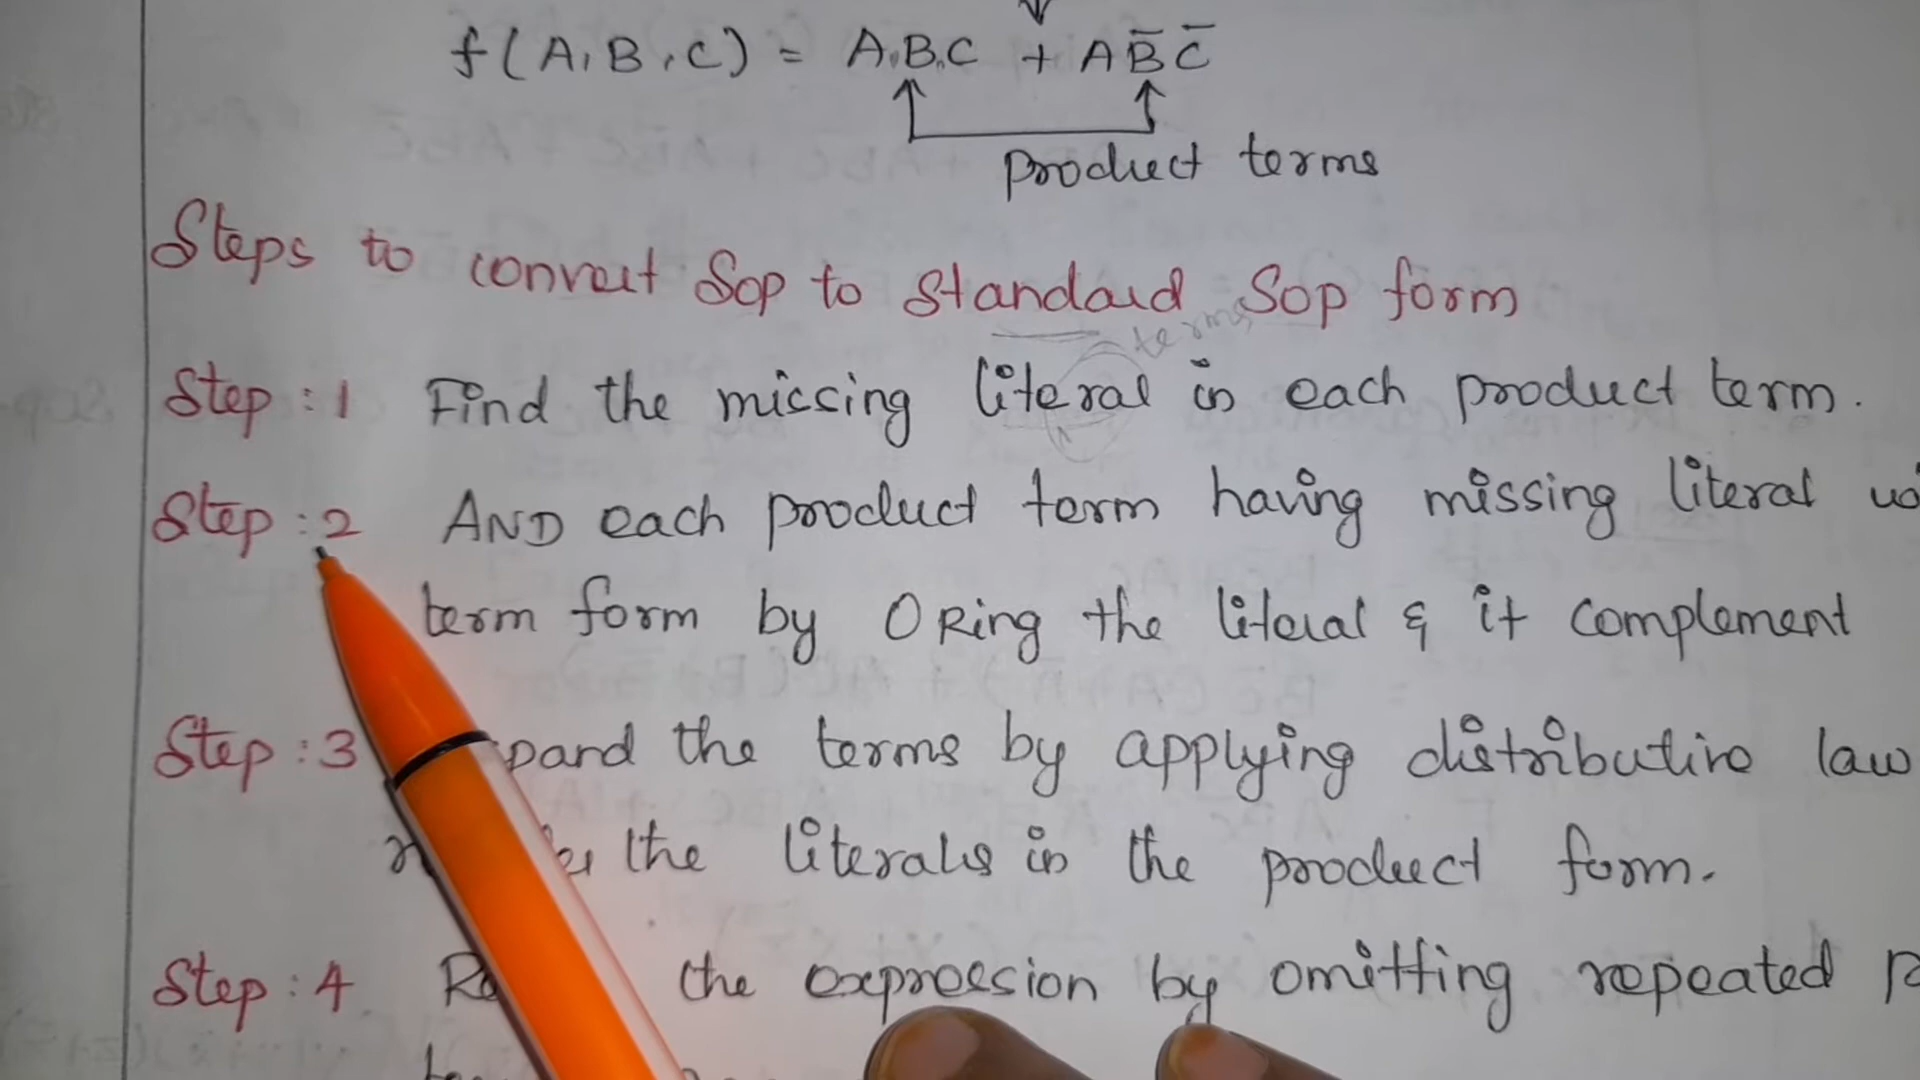 f(A,B,C) = A.B.C + AB̅C̅
product terms
Steps to convert Sop to standard Sop form
terms
Step:1 Find the missing literal in each product term.
Step:2 AND each product term having missing literal
term form by ORing the literal & it complement
Step:3 the terms by applying distributive law
the literals in the product form.
Step:4 the expression by omitting repeated